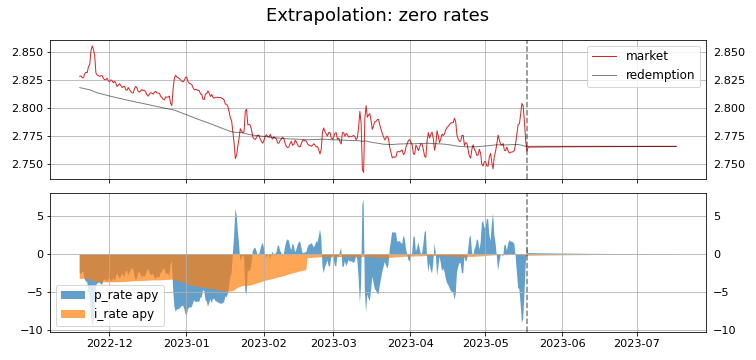 Extrapolation: zero rates
2.850 2.850
market
2.825 2.825
redemption
2.800 2.800
2.775 2.775
2.750 2.750
5 5
0 0
−5 −5
p_rate apy
i_rate apy
−10 −10
2022-12 2023-01 2023-02 2023-03 2023-04 2023-05 2023-06 2023-07